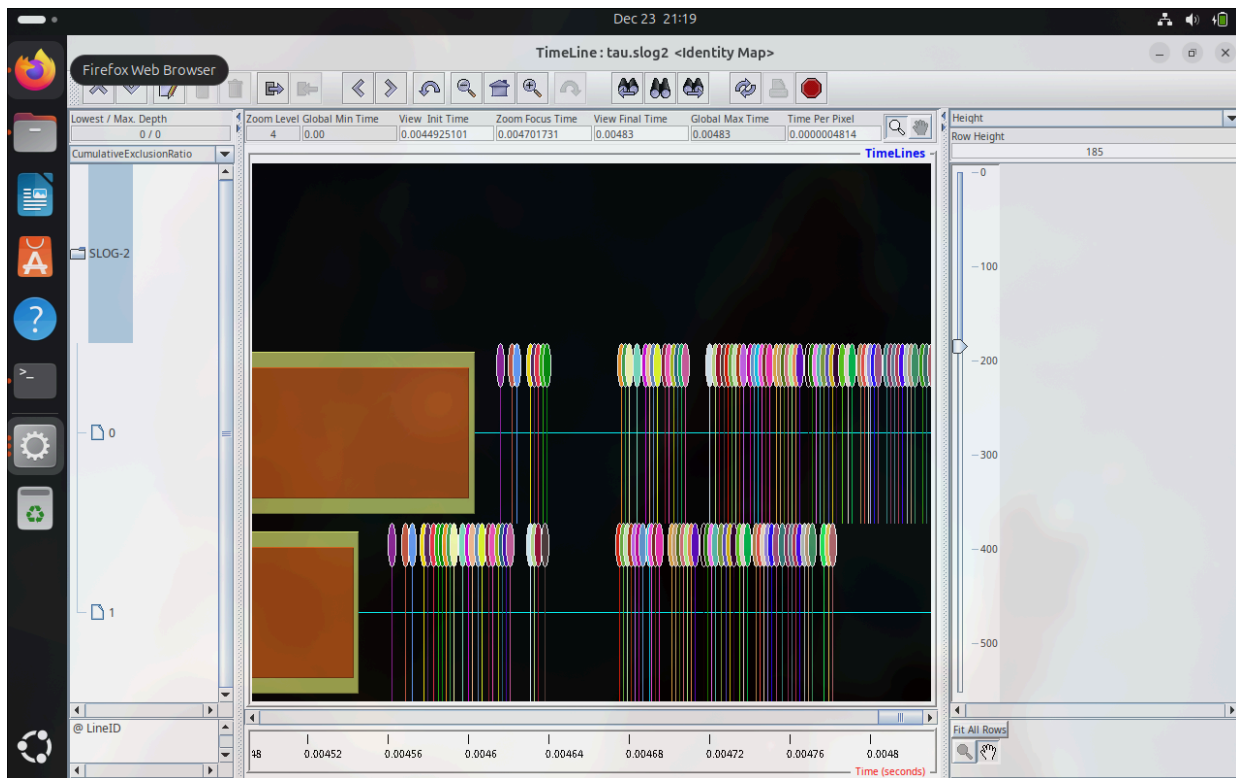 Dec 23 21:19
TimeLine : tau.slog2 <Identity Map>
Firefox Web Browser
Lowest / Max. Depth
0 / 0
Zoom Level Global Min Time View Init Time Zoom Focus Time View Final Time Global Max Time Time Per Pixel
4 0.00 0.0044925101 0.004701731 0.00483 0.00483 0.0000004814
Height
Row Height
185
CumulativeExclusionRatio
TimeLines
SLOG-2
0
1
0
100
200
300
400
500
@ LineID
48 0.00452 0.00456 0.0046 0.00464 0.00468 0.00472 0.00476 0.0048
Time (seconds)
Fit All Rows